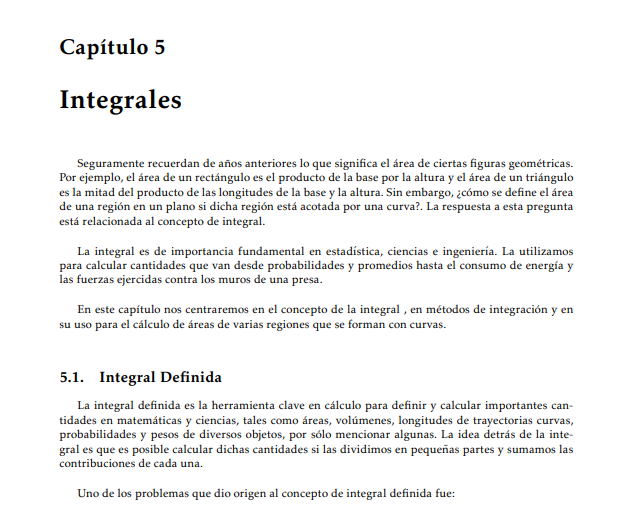 Capítulo 5
Integrales
Seguramente recuerdan de años anteriores lo que significa el área de ciertas figuras geométricas.
Por ejemplo, el área de un rectángulo es el producto de la base por la altura y el área de un triángulo
es la mitad del producto de las longitudes de la base y la altura. Sin embargo, ¿cómo se define el área
de una región en un plano si dicha región está acotada por una curva?. La respuesta a esta pregunta
está relacionada al concepto de integral.
La integral es de importancia fundamental en estadística, ciencias e ingeniería. La utilizamos
para calcular cantidades que van desde probabilidades y promedios hasta el consumo de energía y
las fuerzas ejercidas contra los muros de una presa.
En este capítulo nos centraremos en el concepto de la integral , en métodos de integración y en
su uso para el cálculo de áreas de varias regiones que se forman con curvas.
5.1. Integral Definida
La integral definida es la herramienta clave en cálculo para definir y calcular importantes can-
tidades en matemáticas y ciencias, tales como áreas, volúmenes, longitudes de trayectorias curvas,
probabilidades y pesos de diversos objetos, por sólo mencionar algunas. La idea detrás de la inte-
gral es que es posible calcular dichas cantidades si las dividimos en pequeñas partes y sumamos las
contribuciones de cada una.
Uno de los problemas que dio origen al concepto de integral definida fue: